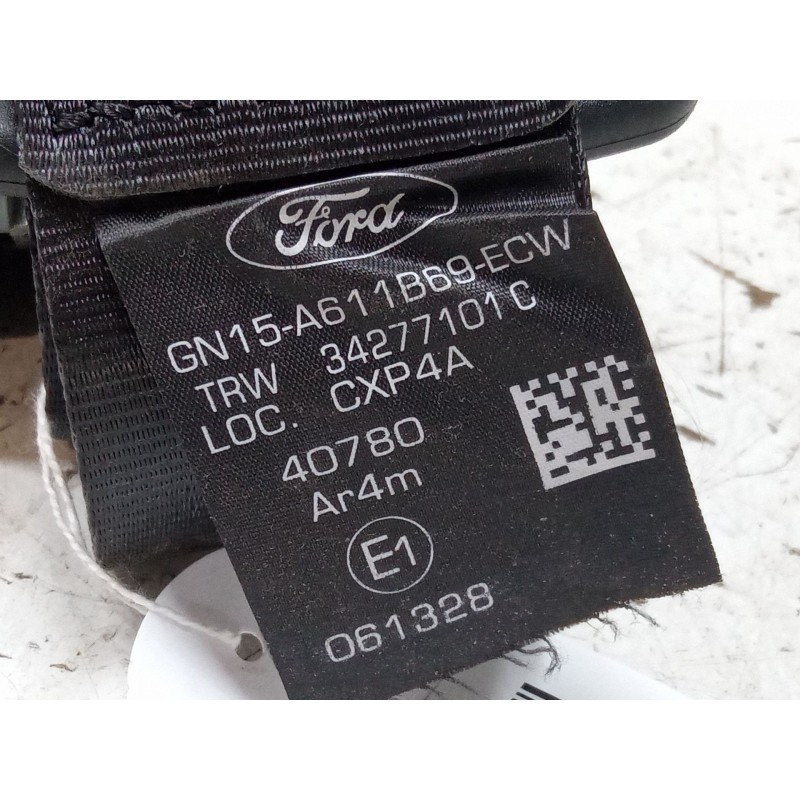 Ford
GN15-A611B69-ECW
TRW 34277101C
LOC. CXP4A
40780
Ar4m
E1
061328